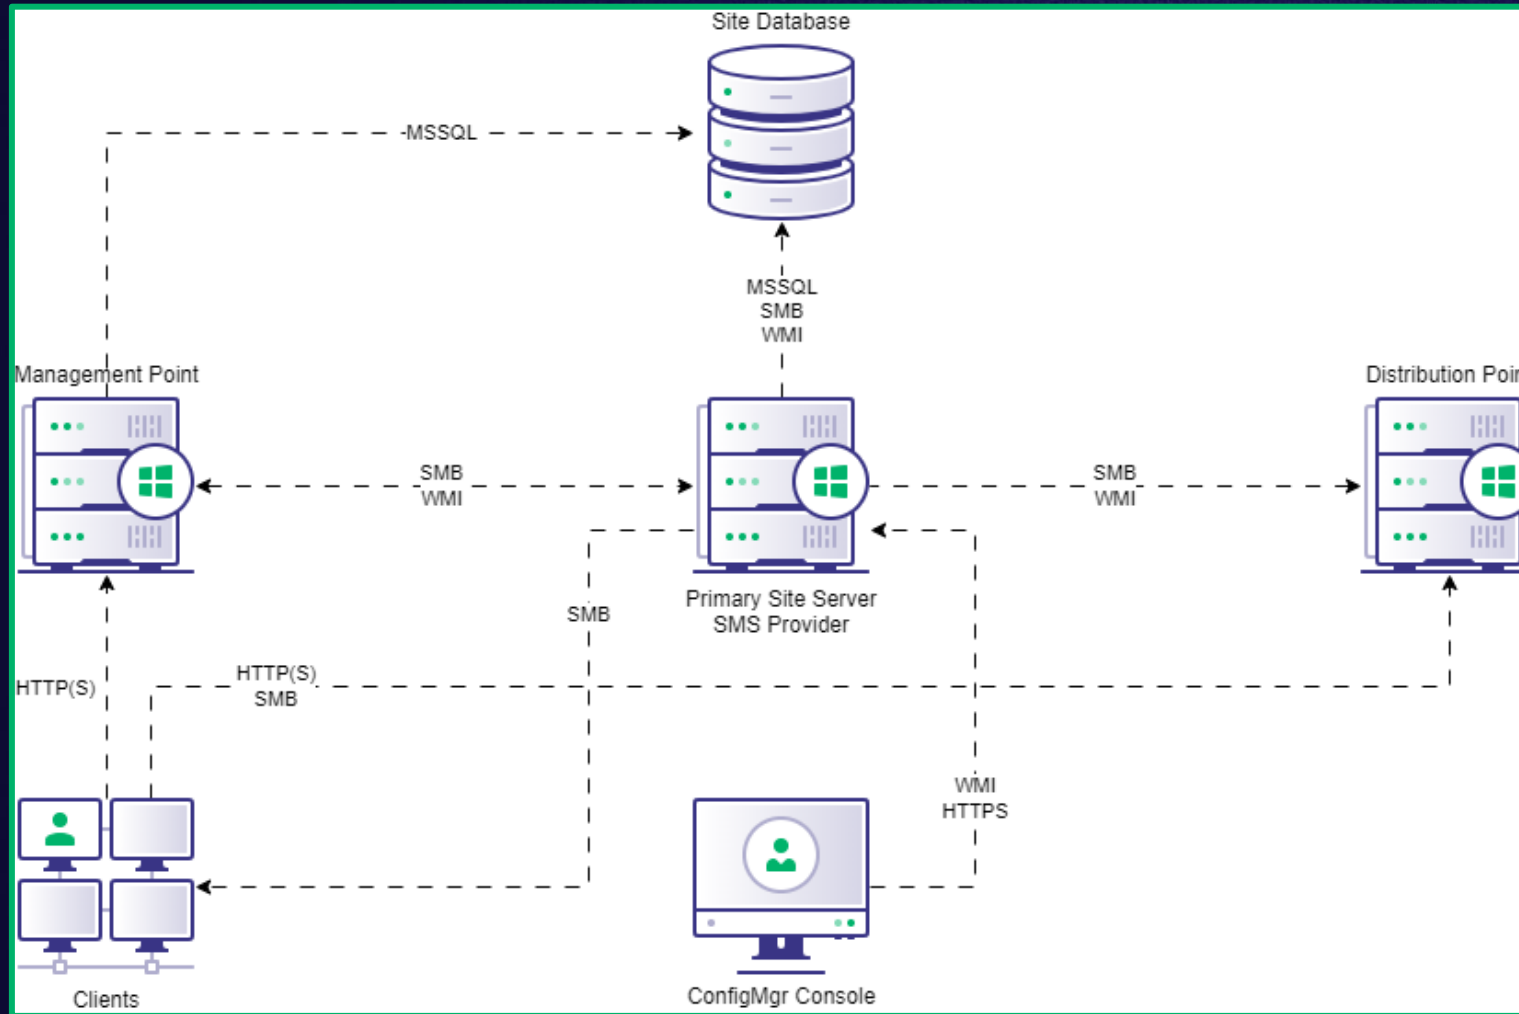 Site Database
-MSSQL
MSSQL
SMB
WMI
Management Point
Distribution Poin
SMB
WMI
SMB
WMI
Primary Site Server
SMS Provider
SMB
HTTP(S)
HTTP(S)
SMB
WMI
HTTPS
Clients
ConfigMgr Console